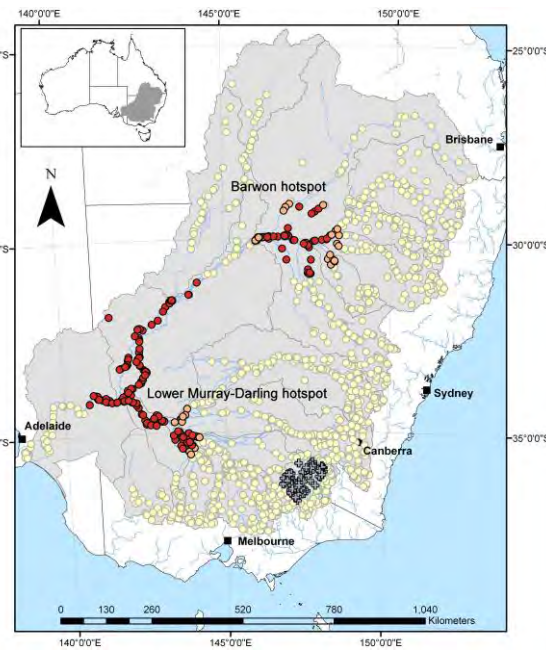 140°0'0"E 145°0'0"E 150°0'0"E
25°0'0"S
Brisbane
N
Barwon hotspot
30°0'0"S
Lower Murray-Darling hotspot
Sydney
Adelaide
35°0'0"S
Canberra
Melbourne
0 130 260 520 780 1,040
Kilometers
140°0'0"E 145°0'0"E 150°0'0"E